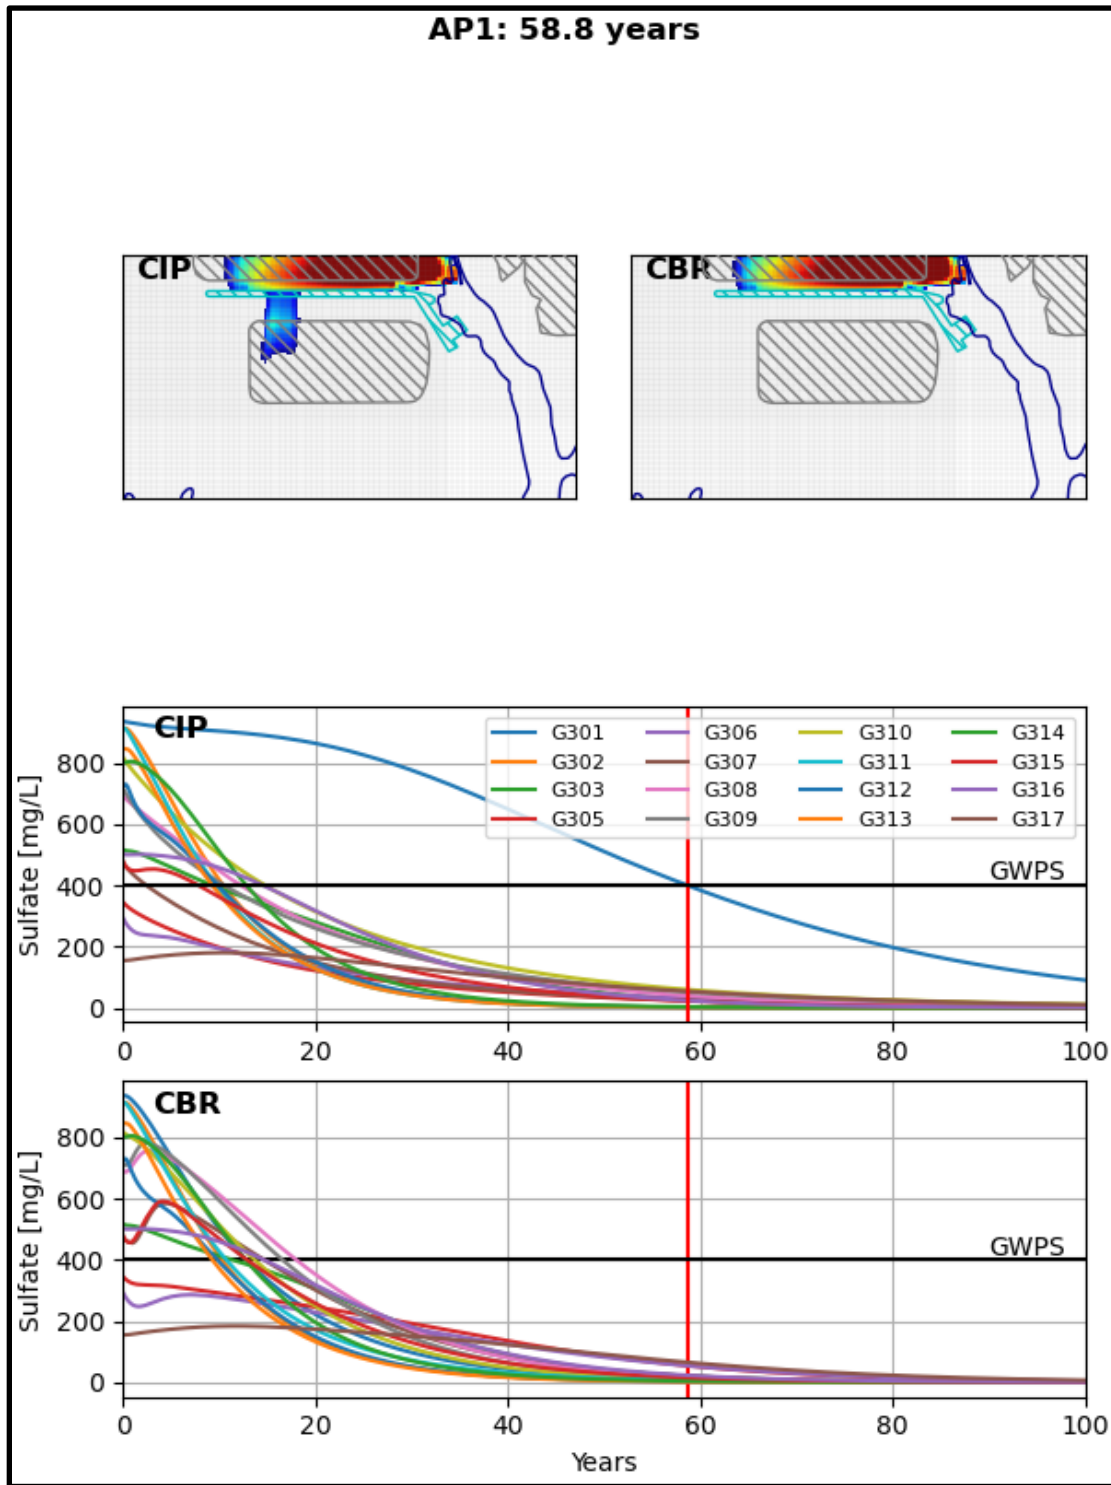 AP1: 58.8 years
CIP
CBR
CIP
G301 G306 G310 G314
G302 G307 G311 G315
G303 G308 G312 G316
G305 G309 G313 G317
GWPS
Sulfate [mg/L]
800
600
400
200
0
0 20 40 60 80 100
CBR
GWPS
Sulfate [mg/L]
800
600
400
200
0
0 20 40 60 80 100
Years